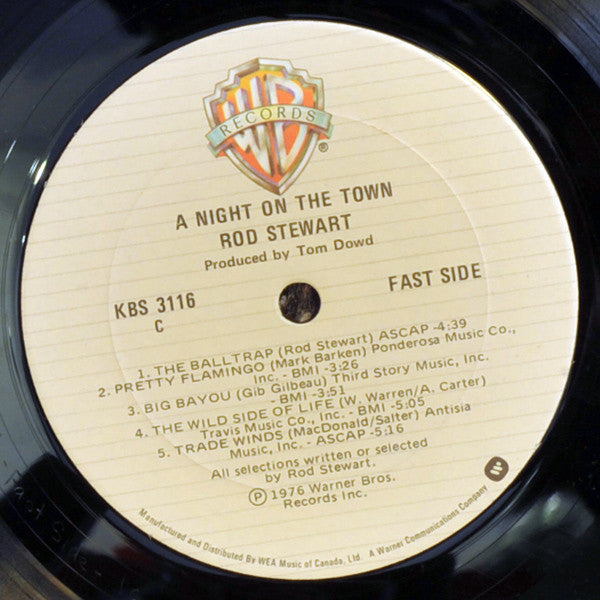 WB
RECORDS
®
A NIGHT ON THE TOWN
ROD STEWART
Produced by Tom Dowd
KBS 3116
C
FAST SIDE
1. THE BALLTRAP (Rod Stewart) ASCAP -4:39
2. PRETTY FLAMINGO (Mark Barken) Ponderosa Music Co.,
Inc. - BMI -3:26
3. BIG BAYOU (Gib Gilbeau) Third Story Music, Inc.
- BMI -3:51
4. THE WILD SIDE OF LIFE (W. Warren/A. Carter)
Travis Music Co., Inc. - BMI -5:05
5. TRADE WINDS (MacDonald/Salter) Antisia
Music, Inc. - ASCAP -5:16
All selections written or selected
by Rod Stewart.
℗ 1976 Warner Bros.
Records Inc.
Manufactured and Distributed By WEA Music of Canada, Ltd. A Warner Communications Company